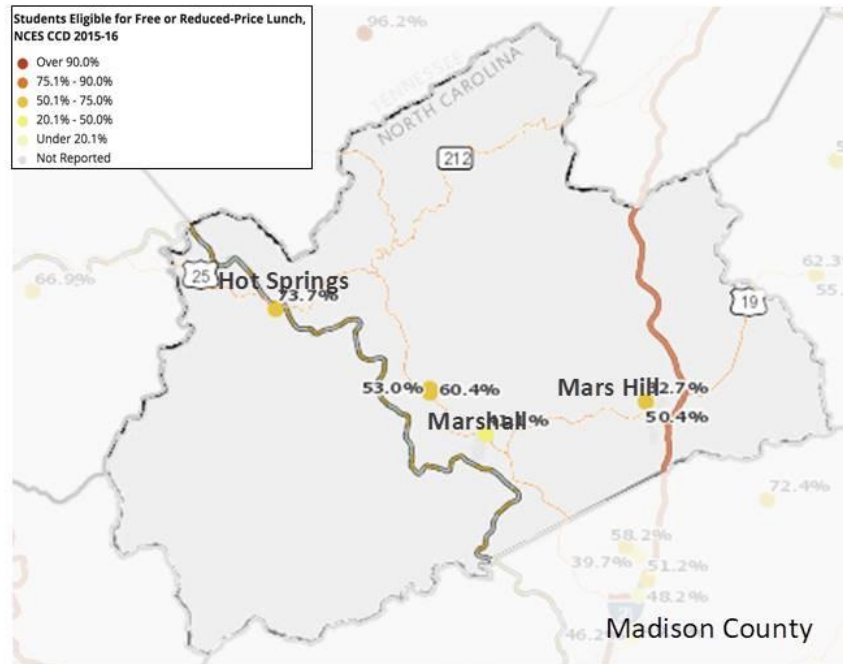 Students Eligible for Free or Reduced-Price Lunch,
NCES CCD 2015-16
Over 90.0%
75.1% - 90.0%
50.1% - 75.0%
20.1% - 50.0%
Under 20.1%
Not Reported
96.2%
TENNESSEE
NORTH CAROLINA
212
25
66.9%
Hot Springs
73.7%
62.3%
19
53.0%
60.4%
Mars Hill
Marshall
50.4%
72.4%
58.2%
39.7%
51.2%
48.2%
Madison County